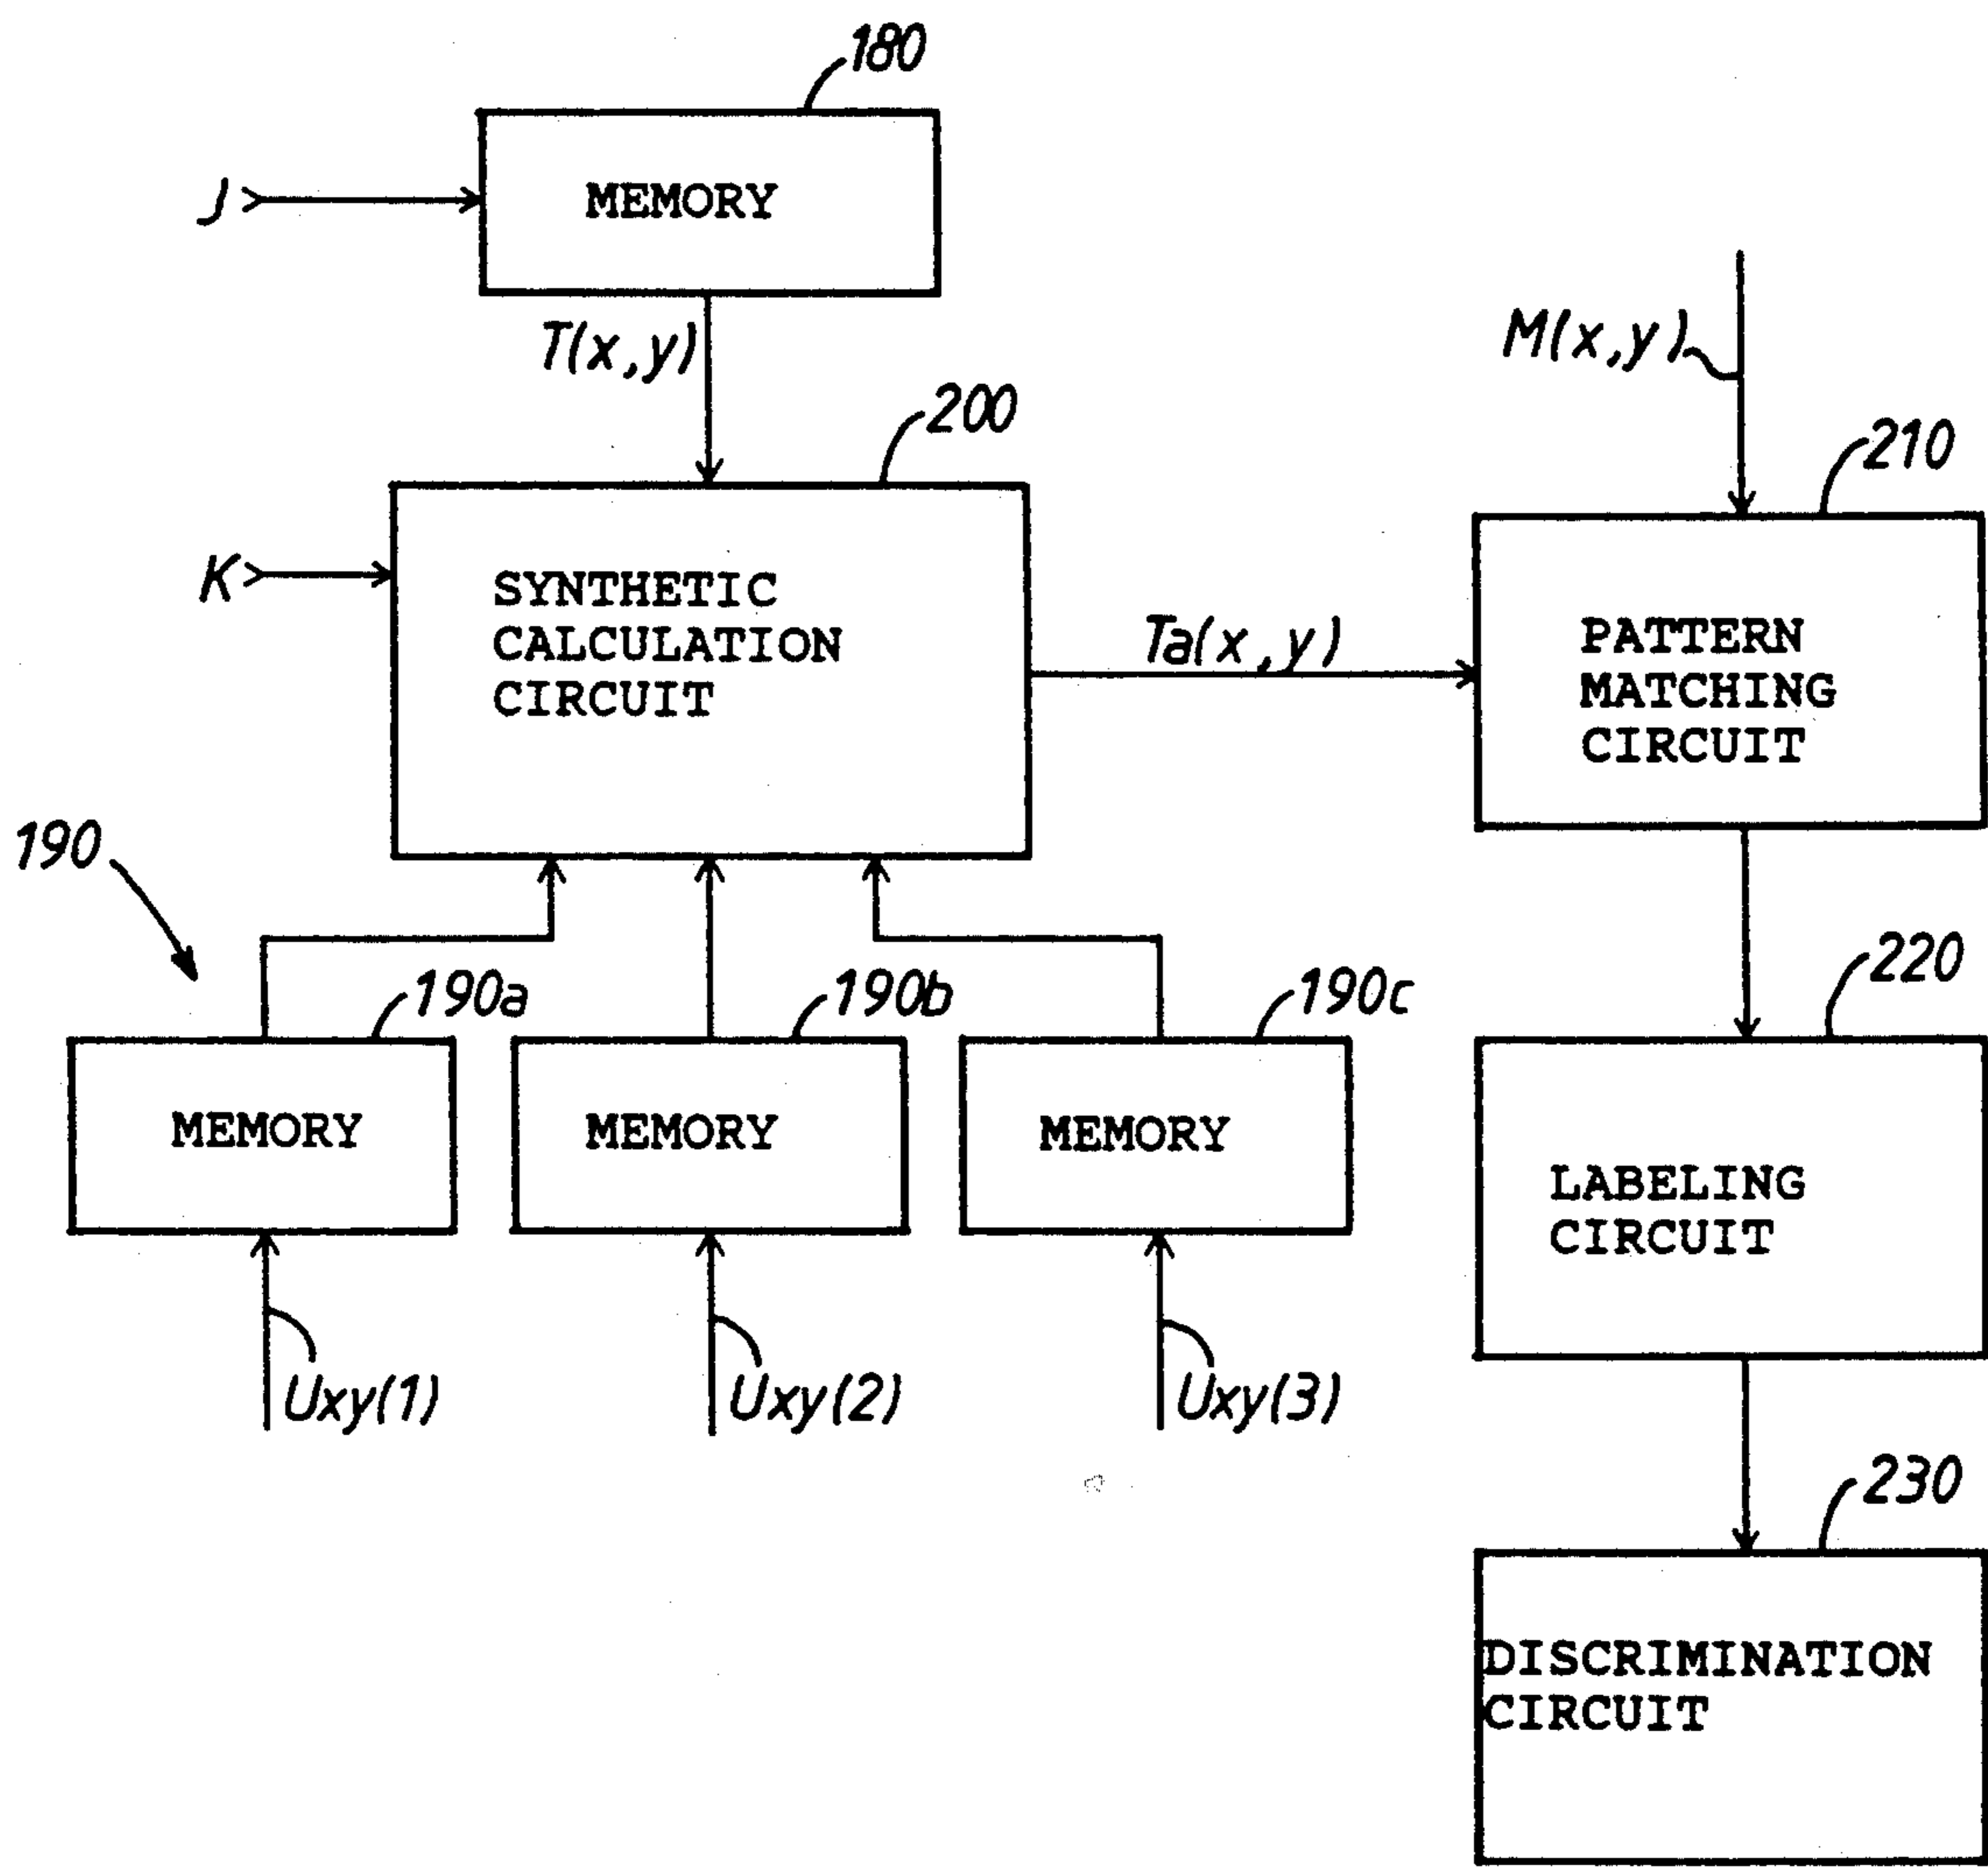 180
J
MEMORY
T(x,y)
M(x,y)
200
210
K
SYNTHETIC
CALCULATION
CIRCUIT
Ta(x,y)
PATTERN
MATCHING
CIRCUIT
190
190a
190b
190c
220
MEMORY
MEMORY
MEMORY
LABELING
CIRCUIT
Uxy(1)
Uxy(2)
Uxy(3)
230
DISCRIMINATION
CIRCUIT